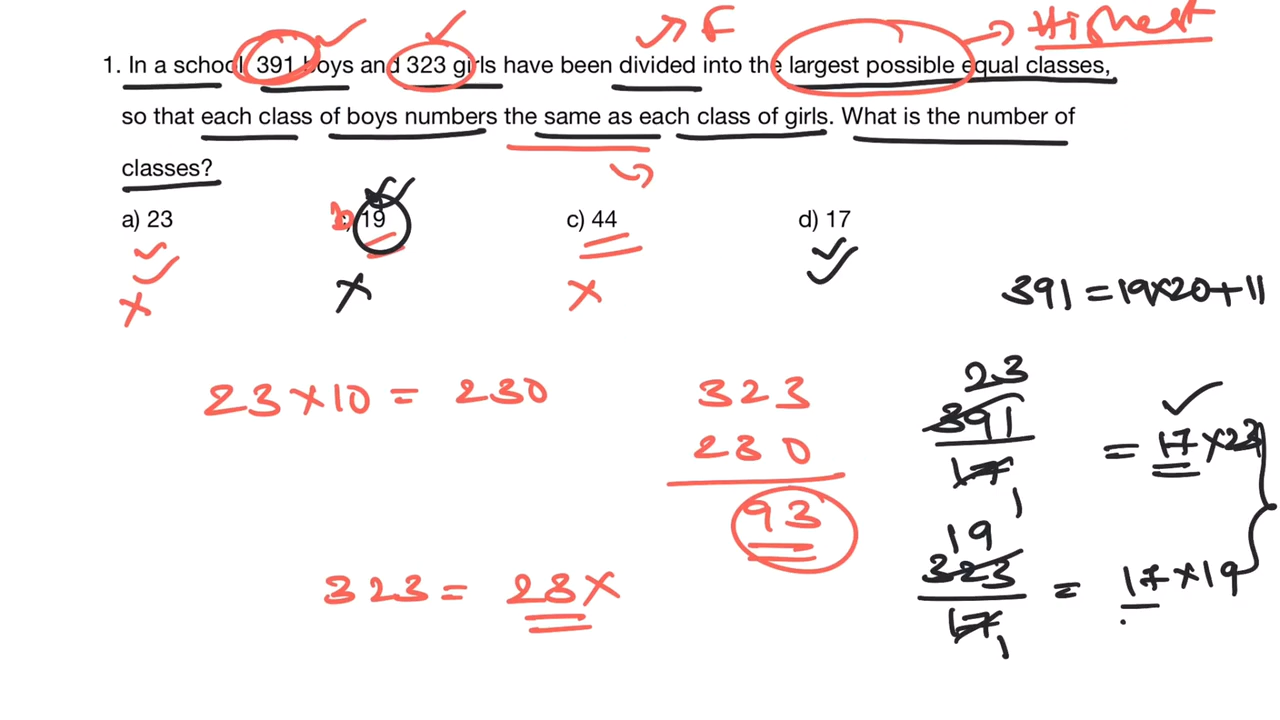 Highest
F
1. In a school 391 boys and 323 girls have been divided into the largest possible equal classes,
so that each class of boys numbers the same as each class of girls. What is the number of
classes?
a) 23 b) 19 c) 44 d) 17
391 = 19×20+11
23×10 = 230
323
230
93
323 = 23×
23
391
17
1
= 17×23
19
323
17
1
= 17×19